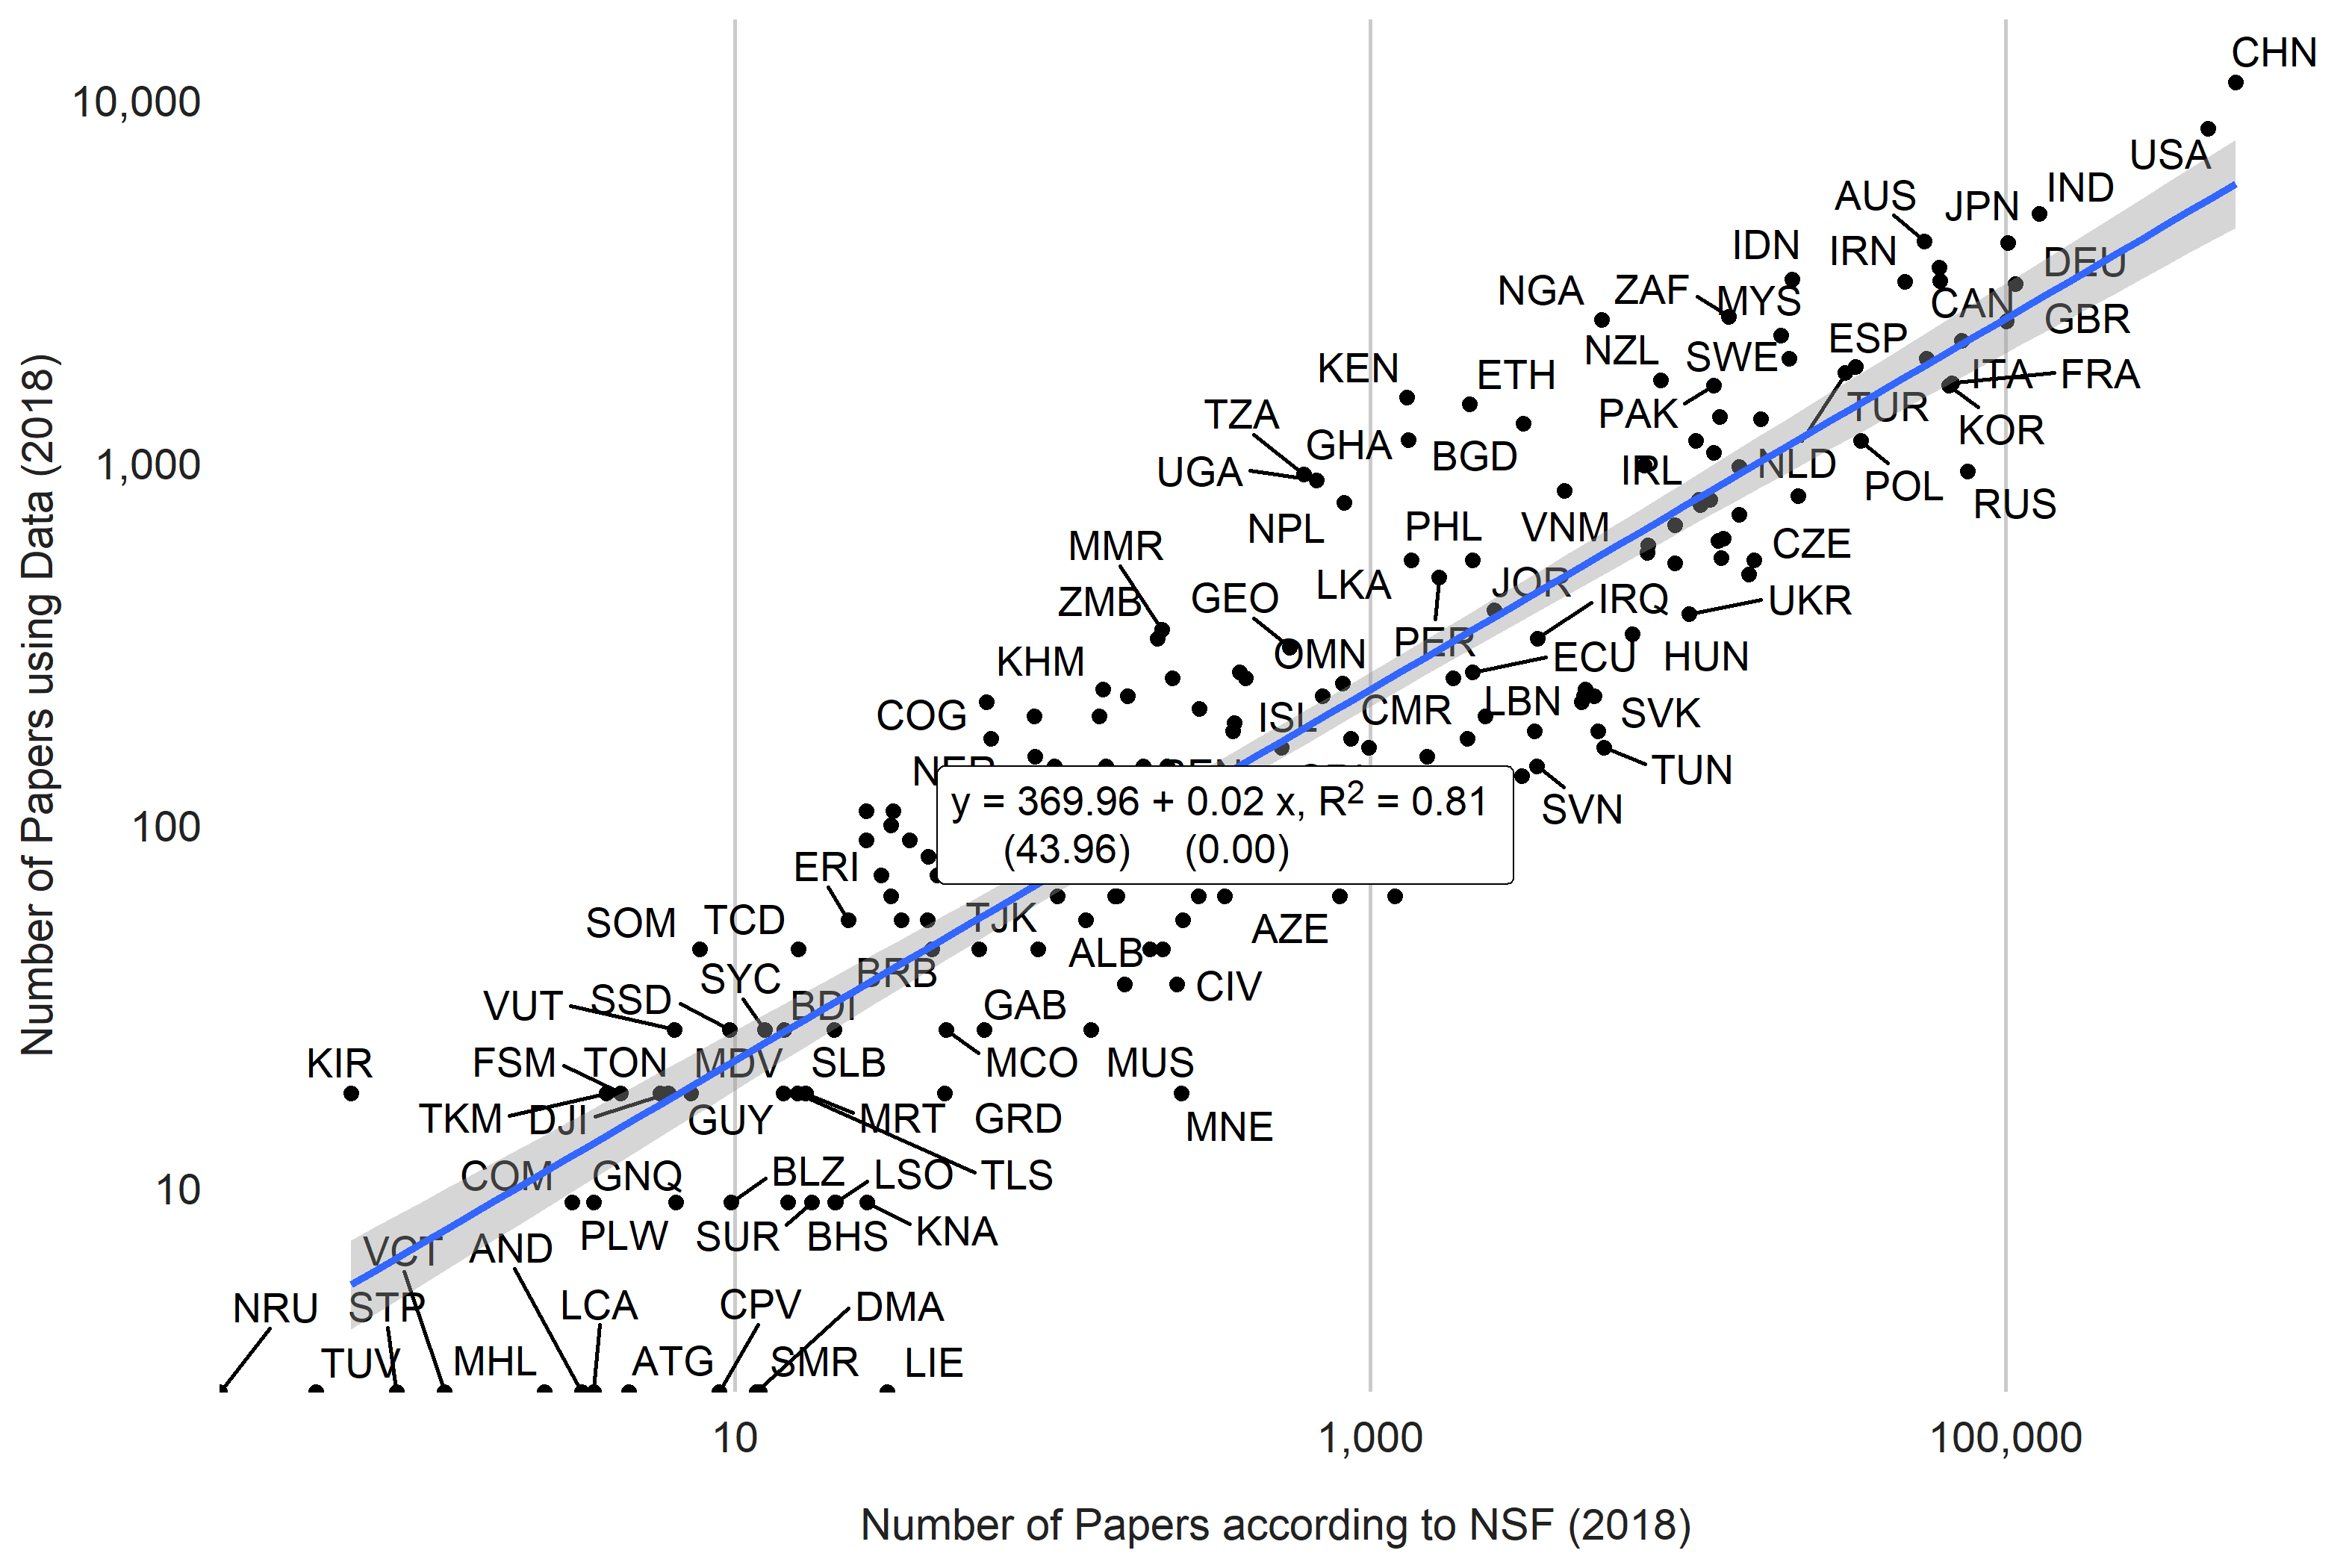 CHN
10,000
USA
IND
AUS
JPN
IDN
IRN
DEU
NGA
ZAF
MYS
CAN
GBR
NZL
SWE
ESP
KEN
ETH
ITA
FRA
TZA
PAK
TUR
GHA
BGD
KOR
1,000
UGA
IRL
NLD
POL
RUS
NPL
PHL
VNM
MMR
CZE
ZMB
GEO
LKA
JOR
IRQ
UKR
KHM
OMN
PER
ECU
HUN
COG
ISL
CMR
LBN
SVK
TUN
y = 369.96 + 0.02 x, R2 = 0.81
(43.96) (0.00)
SVN
100
ERI
SOM
TCD
TJK
AZE
ALB
SYC
BRB
CIV
VUT
SSD
BDI
GAB
KIR
FSM
TON
MDV
SLB
MCO
MUS
TKM
DJI
GUY
MRT
GRD
MNE
10
COM
GNQ
BLZ
LSO
TLS
PLW
SUR
BHS
KNA
VCT
AND
NRU
STP
LCA
CPV
DMA
TUV
MHL
ATG
SMR
LIE
10
1,000
100,000
Number of Papers according to NSF (2018)
Number of Papers using Data (2018)